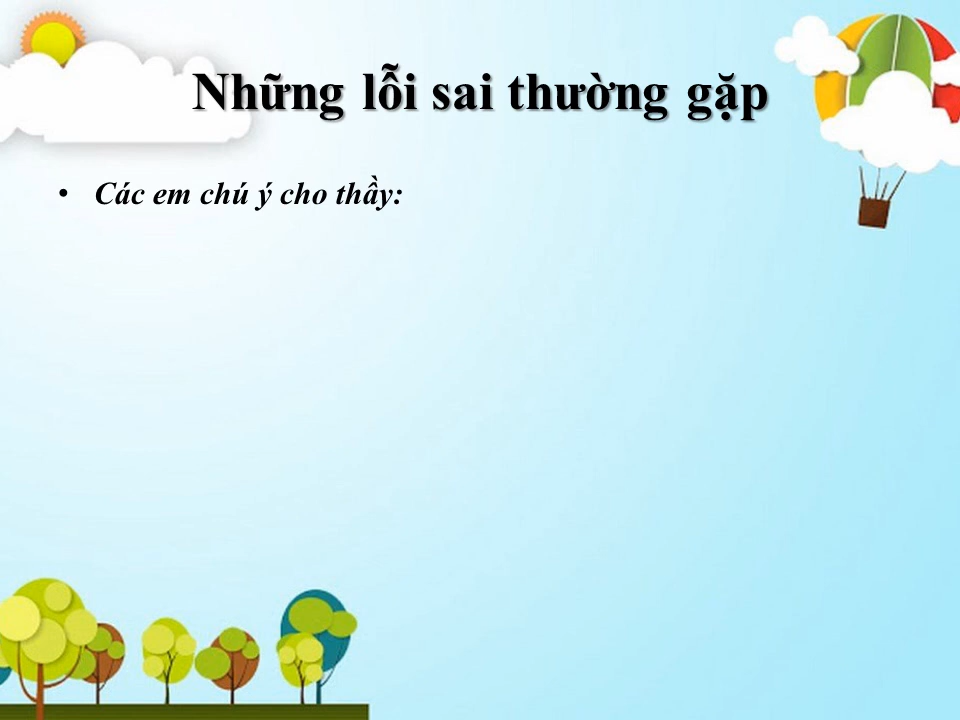 Những lỗi sai thường gặp
• Các em chú ý cho thầy: